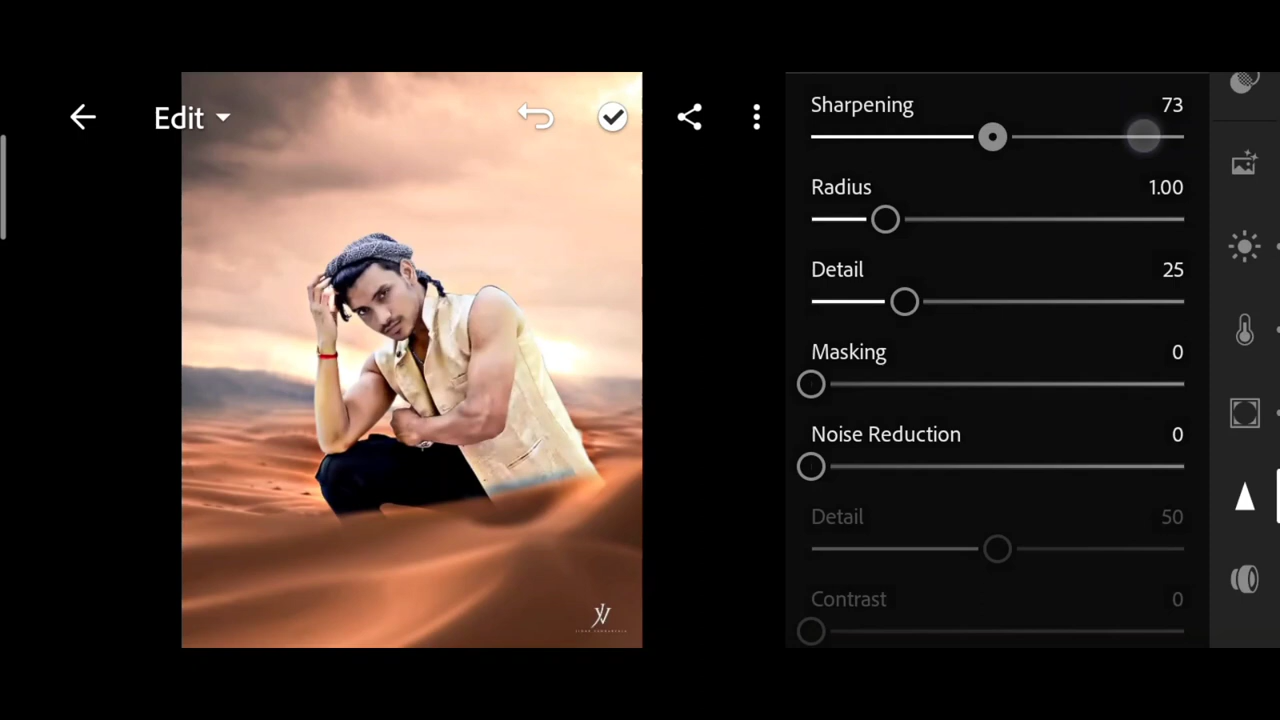 Edit
Sharpening 73
Radius 1.00
Detail 25
Masking 0
Noise Reduction 0
Detail 50
Contrast 0